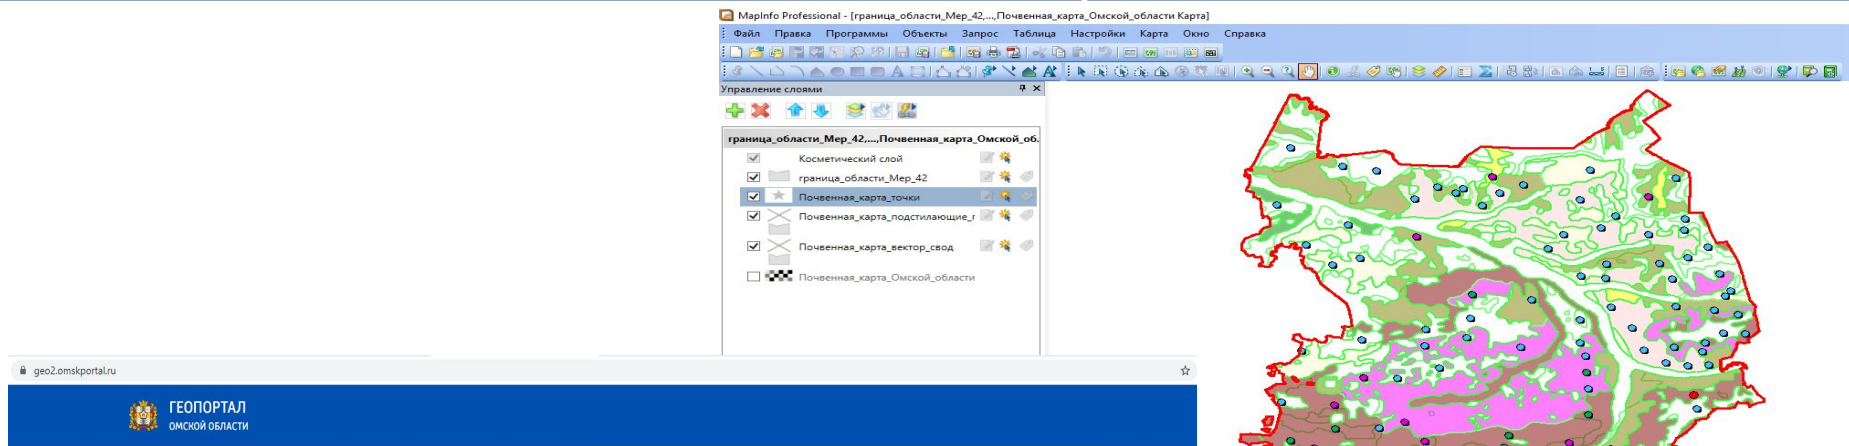 MapInfo Professional - [граница_области_Мер_42,...,Почвенная_карта_Омской_области Карта]
Файл Правка Программы Объекты Запрос Таблица Настройки Карта Окно Справка
Управление слоями
граница_области_Мер_42,...,Почвенная_карта_Омской_об.
Косметический слой
граница_области_Мер_42
Почвенная_карта_точки
Почвенная_карта_подстилающие_г
Почвенная_карта_вектор_свод
Почвенная_карта_Омской_области
geo2.omskportal.ru
ГЕОПОРТАЛ
ОМСКОЙ ОБЛАСТИ